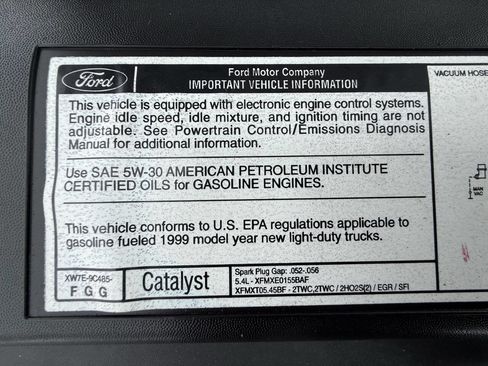 Ford
Ford Motor Company
IMPORTANT VEHICLE INFORMATION
This vehicle is equipped with electronic engine control systems.
Engine idle speed, idle mixture, and ignition timing are not
adjustable. See Powertrain Control/Emissions Diagnosis
Manual for additional information.
Use SAE 5W-30 AMERICAN PETROLEUM INSTITUTE
CERTIFIED OILS for GASOLINE ENGINES.
This vehicle conforms to U.S. EPA regulations applicable to
gasoline fueled 1999 model year new light-duty trucks.
XW7E-9C485-
F G G
Catalyst
Spark Plug Gap: .052-.056
5.4L - XFMXE0155BAF
XFMXT05.45BF - 2TWC,2TWC / 2HO2S(2) / EGR / SFI
VACUUM HOSE
MAN
VAC